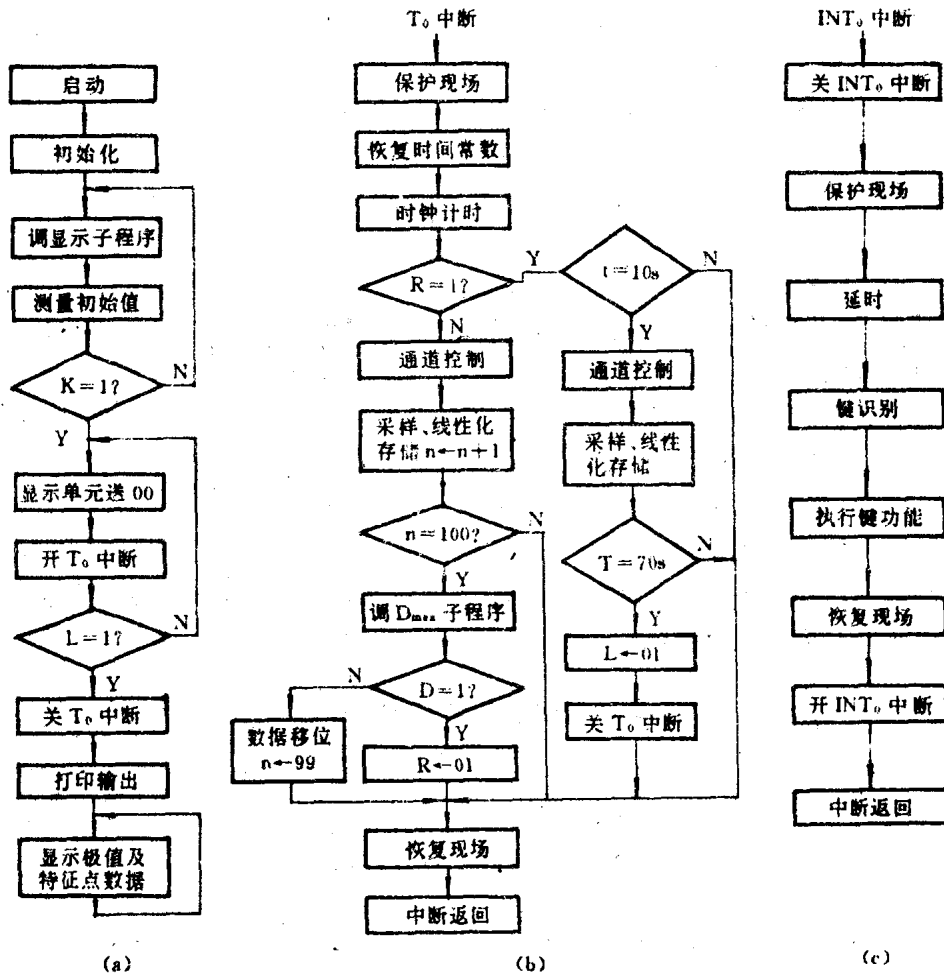 启动
初始化
调显示子程序
测量初始值
K=1?
N
Y
显示单元送 00
开 T₀ 中断
L=1?
N
Y
关 T₀ 中断
打印输出
显示极值及
特征点数据
(a)
T₀ 中断
保护现场
恢复时间常数
时钟计时
R=1?
Y
N
通道控制
采样、线性化
存储 n←n+1
n=100?
N
Y
调 Dmax 子程序
D=1?
N
Y
数据移位
n←99
R←01
恢复现场
中断返回
t=10s
N
Y
通道控制
采样、线性
化存储
T=70s
N
Y
L←01
关 T₀ 中断
(b)
INT₀ 中断
关 INT₀ 中断
保护现场
延时
键识别
执行键功能
恢复现场
开 INT₀ 中断
中断返回
(c)